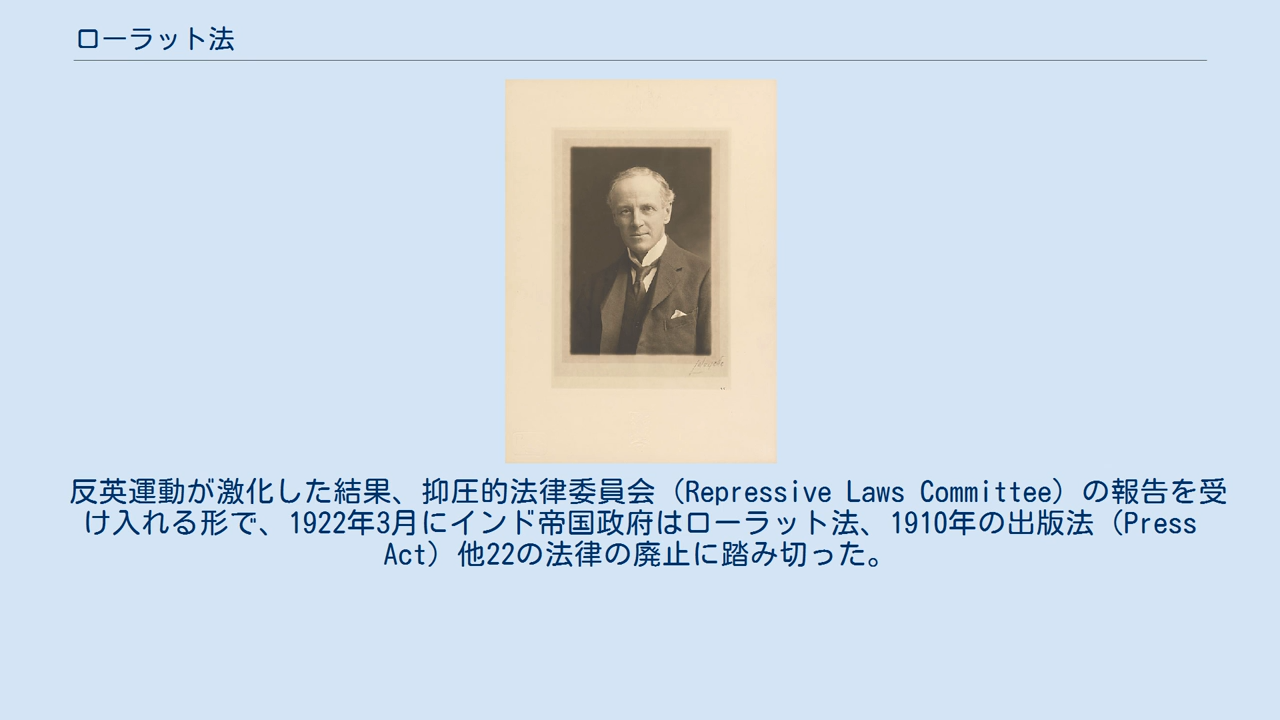 ローラット法
反英運動が激化した結果、抑圧的法律委員会（Repressive Laws Committee）の報告を受
け入れる形で、1922年3月にインド帝国政府はローラット法、1910年の出版法（Press
Act）他22の法律の廃止に踏み切った。